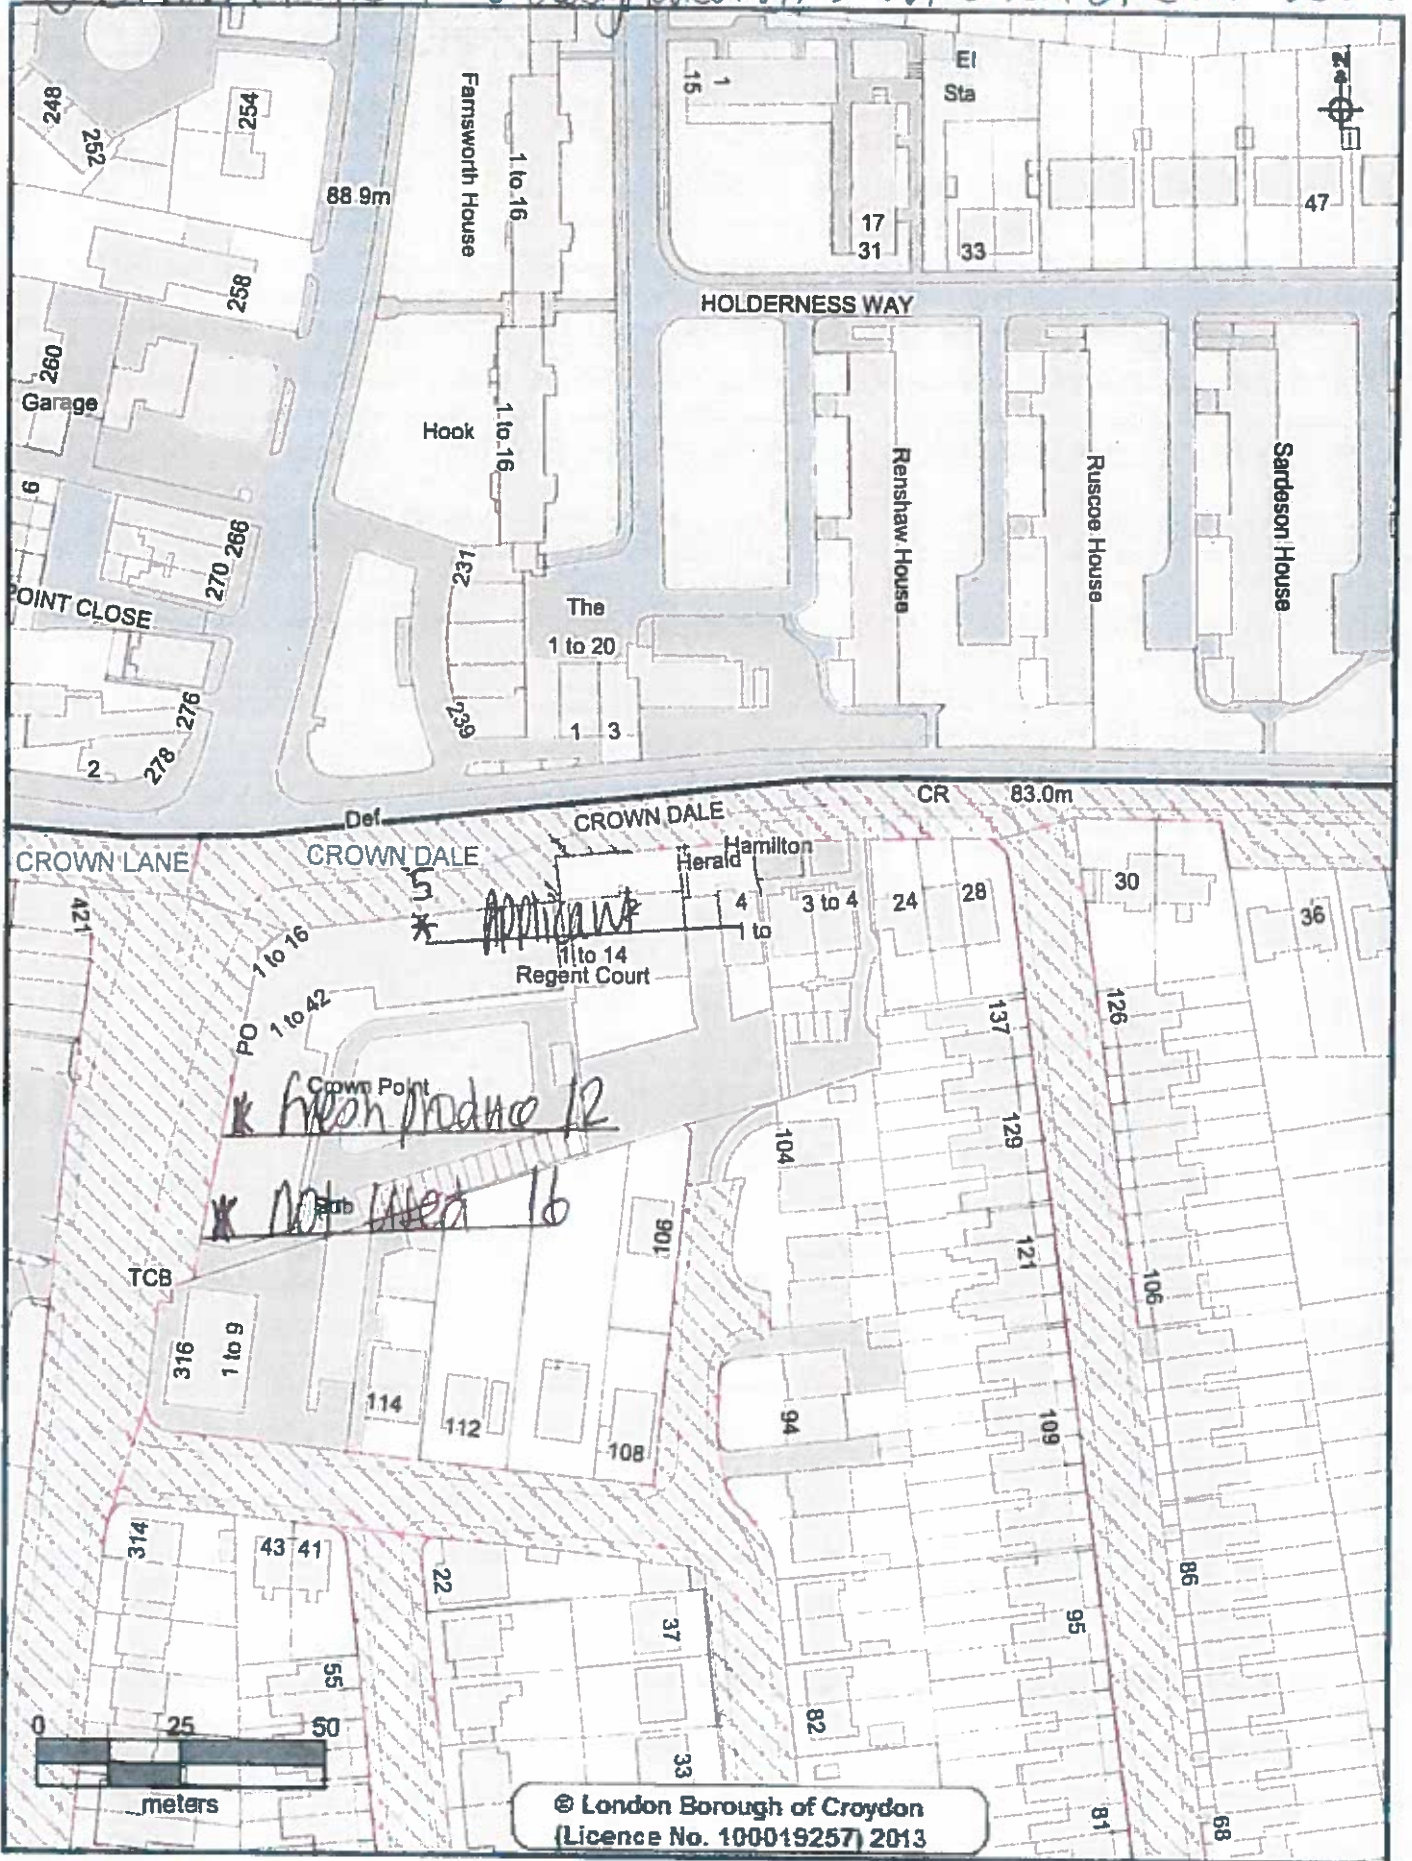 El
Sta
248
252
254
Farnsworth House
1 to 16
15
1
88.9m
17
31
33
47
258
HOLDERNESS WAY
260
Garage
Hook
1 to 16
Renshaw House
Ruscoe House
Sardeson House
6
266
270
231
The
1 to 20
POINT CLOSE
276
278
2
239
1
3
CR
83.0m
Def
CROWN DALE
CROWN LANE
CROWN DALE
Hamilton
Herald
30
36
421
* 5 Applicant
4
1 to
3 to 4
24
28
1 to 14
Regent Court
1 to 16
1 to 42
PO
137
126
Crown Point
* fresh produce 12
104
129
* not used 16
Sub
106
121
106
TCB
316
1 to 9
114
112
108
94
109
314
43
41
22
86
37
95
55
82
33
81
68
0
25
50
meters
© London Borough of Croydon
(Licence No. 100019257) 2013